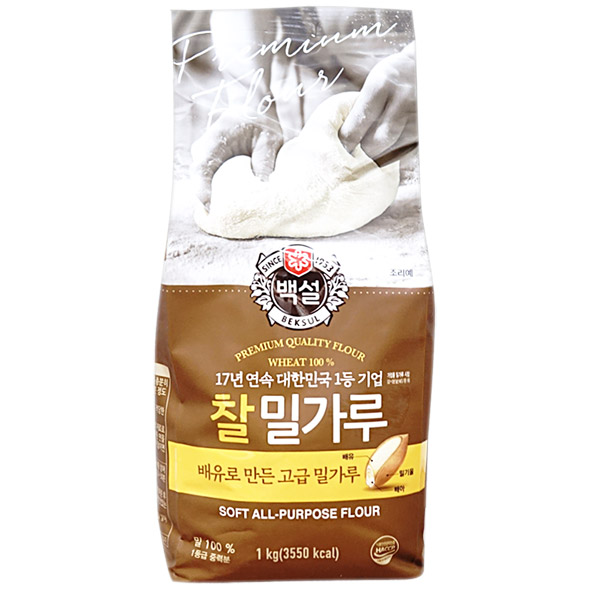 Premium
Flour
조리예
SINCE 1953
백설
BEKSUL
PREMIUM QUALITY FLOUR
WHEAT 100 %
17년 연속 대한민국 1등 기업
찰밀가루
배유로 만든 고급 밀가루
배유
밀기울
배아
SOFT ALL-PURPOSE FLOUR
밀 100 %
1등급 중력분
1 kg(3550 kcal)
HACCP